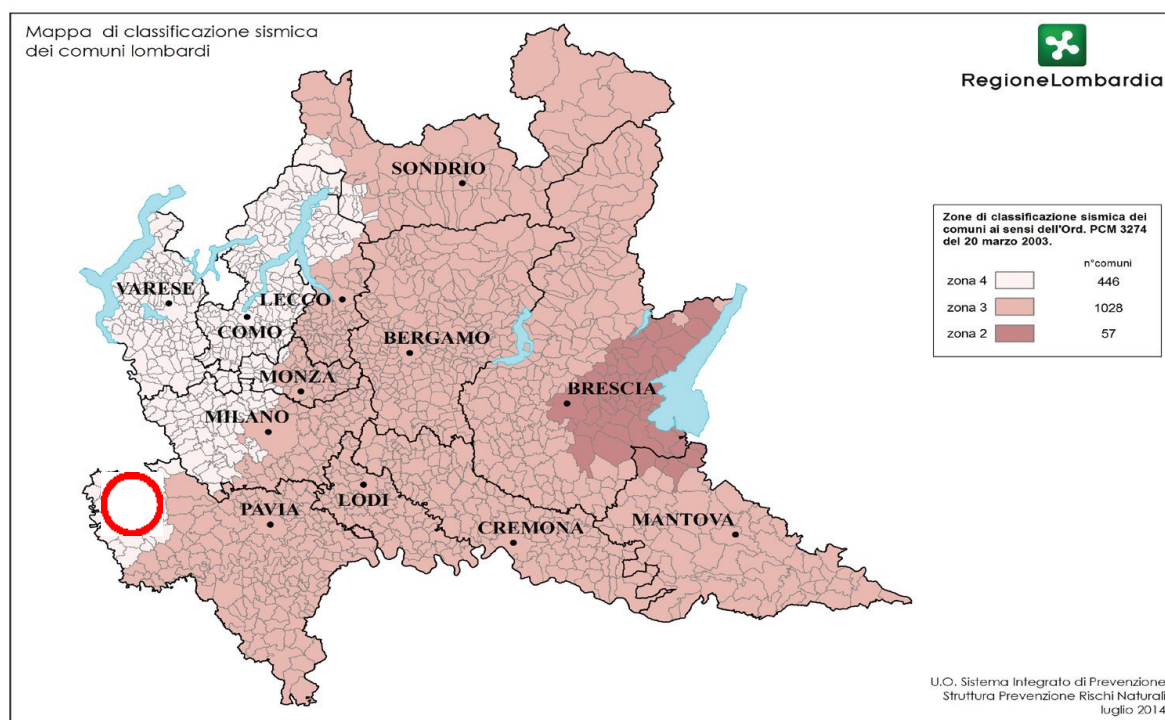 Mappa di classificazione sismica
dei comuni lombardi
RegioneLombardia
SONDRIO
VARESE
LECCO
COMO
BERGAMO
MONZA
BRESCIA
MILANO
LODI
PAVIA
CREMONA
MANTOVA
Zone di classificazione sismica dei
comuni ai sensi dell'Ord. PCM 3274
del 20 marzo 2003.
n°comuni
zona 4 446
zona 3 1028
zona 2 57
U.O. Sistema Integrato di Prevenzione
Struttura Prevenzione Rischi Naturali
luglio 2014